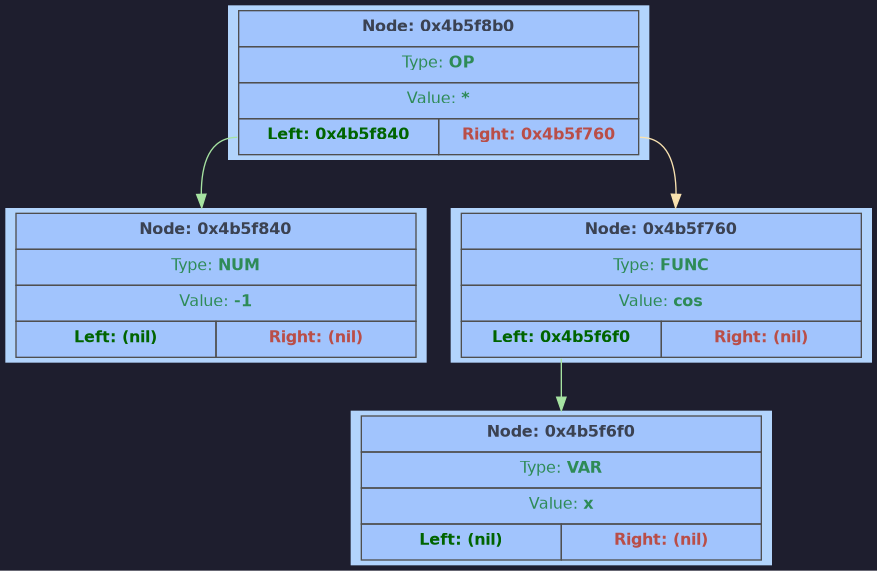 Node: 0x4b5f8b0
Type: OP
Value: *
Left: 0x4b5f840 Right: 0x4b5f760
Node: 0x4b5f840
Type: NUM
Value: -1
Left: (nil) Right: (nil)
Node: 0x4b5f760
Type: FUNC
Value: cos
Left: 0x4b5f6f0 Right: (nil)
Node: 0x4b5f6f0
Type: VAR
Value: x
Left: (nil) Right: (nil)